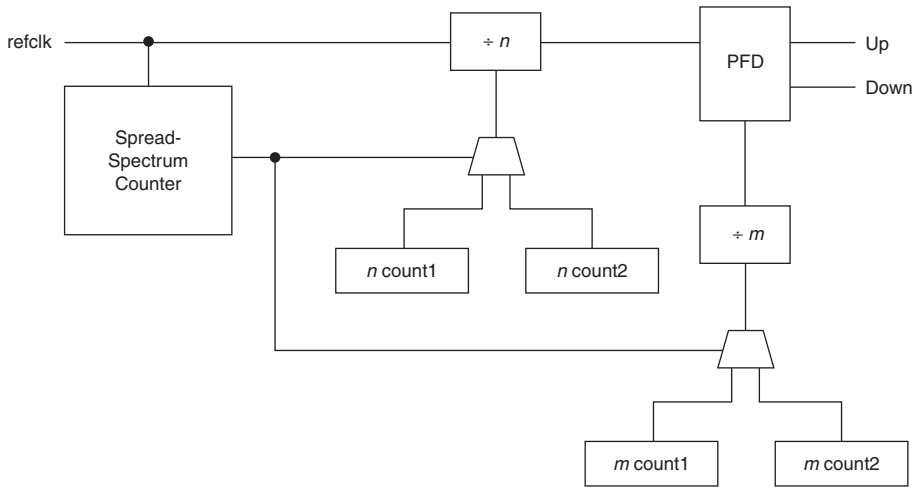 refclk
÷ n
PFD
Up
Down
Spread-
Spectrum
Counter
÷ m
n count1
n count2
m count1
m count2